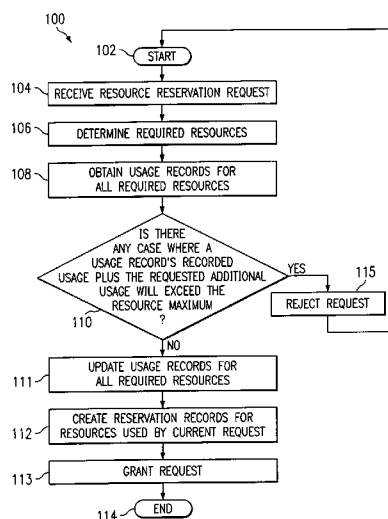 100
102
START
104
RECEIVE RESOURCE RESERVATION REQUEST
106
DETERMINE REQUIRED RESOURCES
108
OBTAIN USAGE RECORDS FOR
ALL REQUIRED RESOURCES
IS THERE
ANY CASE WHERE A
USAGE RECORD'S RECORDED
USAGE PLUS THE REQUESTED ADDITIONAL
USAGE WILL EXCEED THE
RESOURCE MAXIMUM
?
110
YES
115
REJECT REQUEST
NO
111
UPDATE USAGE RECORDS FOR
ALL REQUIRED RESOURCES
112
CREATE RESERVATION RECORDS FOR
RESOURCES USED BY CURRENT REQUEST
113
GRANT REQUEST
114
END